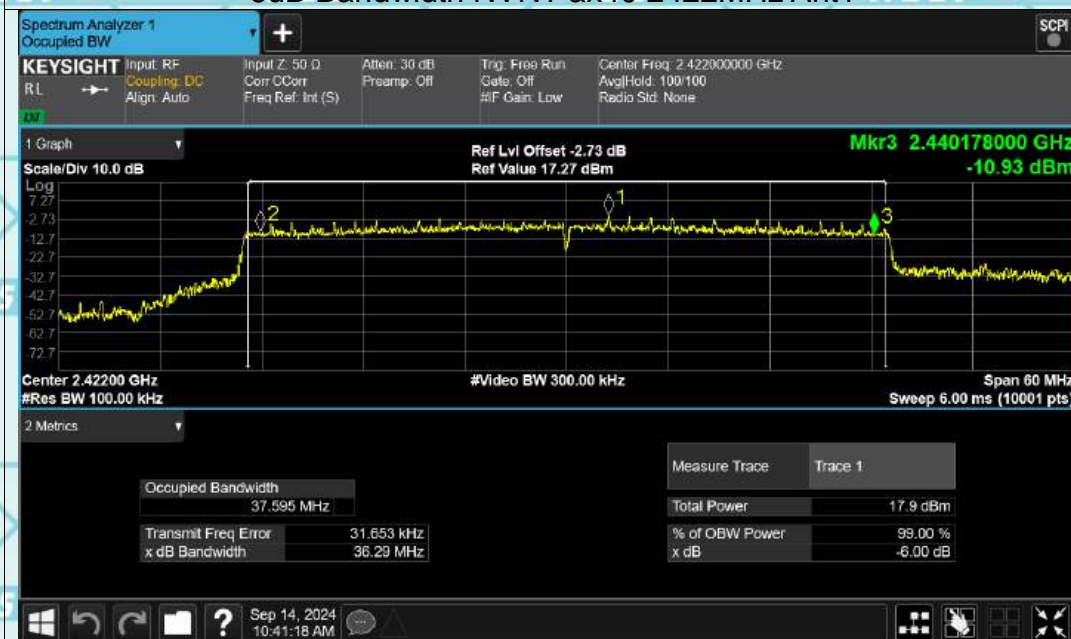 -6dB Bandwidth NVNT ax40 2422MHz Ant1
Spectrum Analyzer 1
Occupied BW
+
SCPI
KEYSIGHT
RL
Input: RF
Coupling: DC
Align: Auto
Input Z: 50 Ω
Corr CCorr
Freq Ref: Int (S)
Atten: 30 dB
Preamp: Off
Trig: Free Run
Gate: Off
#IF Gain: Low
Center Freq: 2.422000000 GHz
Avg|Hold: 100/100
Radio Std: None
1 Graph
Scale/Div 10.0 dB
Ref Lvl Offset -2.73 dB
Ref Value 17.27 dBm
Mkr3 2.440178000 GHz
-10.93 dBm
Log
7.27
-2.73
-12.7
-22.7
-32.7
-42.7
-52.7
-62.7
-72.7
2
1
3
Center 2.42200 GHz
#Res BW 100.00 kHz
#Video BW 300.00 kHz
Span 60 MHz
Sweep 6.00 ms (10001 pts)
2 Metrics
Measure Trace Trace 1
Occupied Bandwidth
37.595 MHz
Total Power 17.9 dBm
Transmit Freq Error 31.653 kHz
% of OBW Power 99.00 %
x dB Bandwidth 36.29 MHz
x dB -6.00 dB
?
Sep 14, 2024
10:41:18 AM